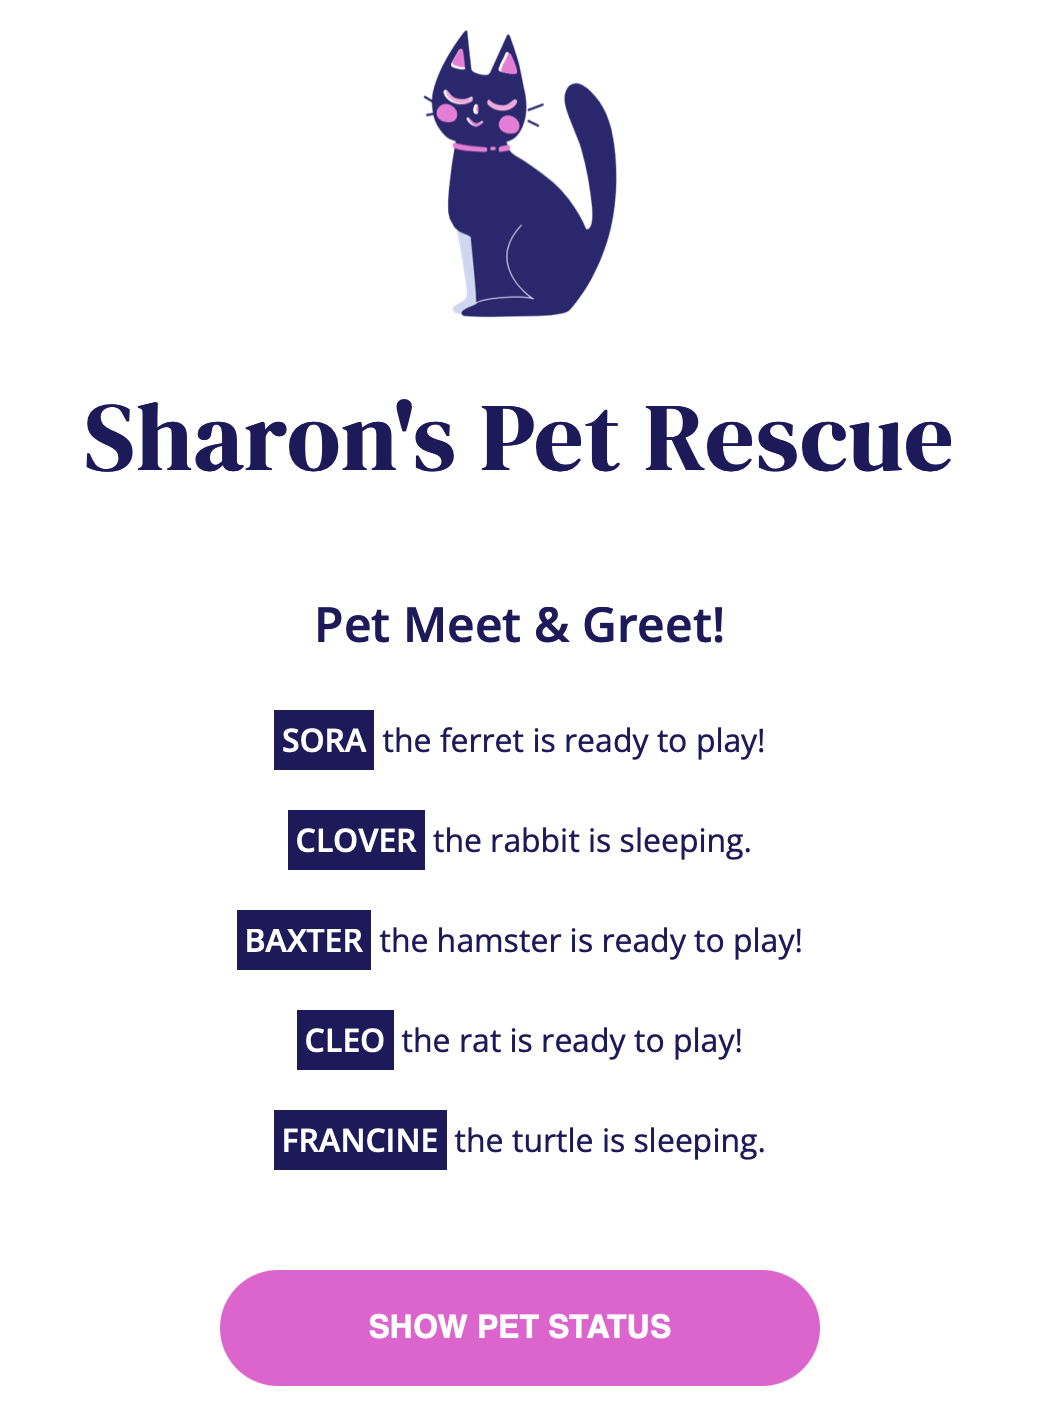 Sharon's Pet Rescue
Pet Meet & Greet!
SORA the ferret is ready to play!
CLOVER the rabbit is sleeping.
BAXTER the hamster is ready to play!
CLEO the rat is ready to play!
FRANCINE the turtle is sleeping.
SHOW PET STATUS